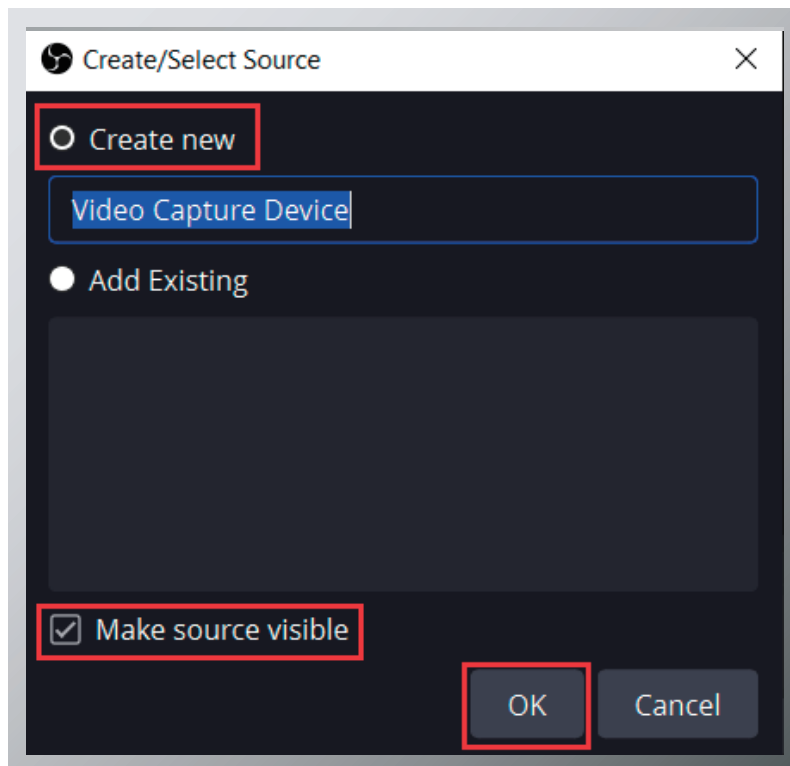 Create/Select Source
Create new
Video Capture Device
Add Existing
Make source visible
OK Cancel